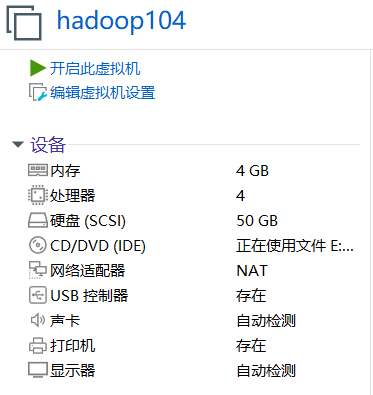 hadoop104
开启此虚拟机
编辑虚拟机设置
设备
内存 4 GB
处理器 4
硬盘 (SCSI) 50 GB
CD/DVD (IDE) 正在使用文件 E:...
网络适配器 NAT
USB 控制器 存在
声卡 自动检测
打印机 存在
显示器 自动检测